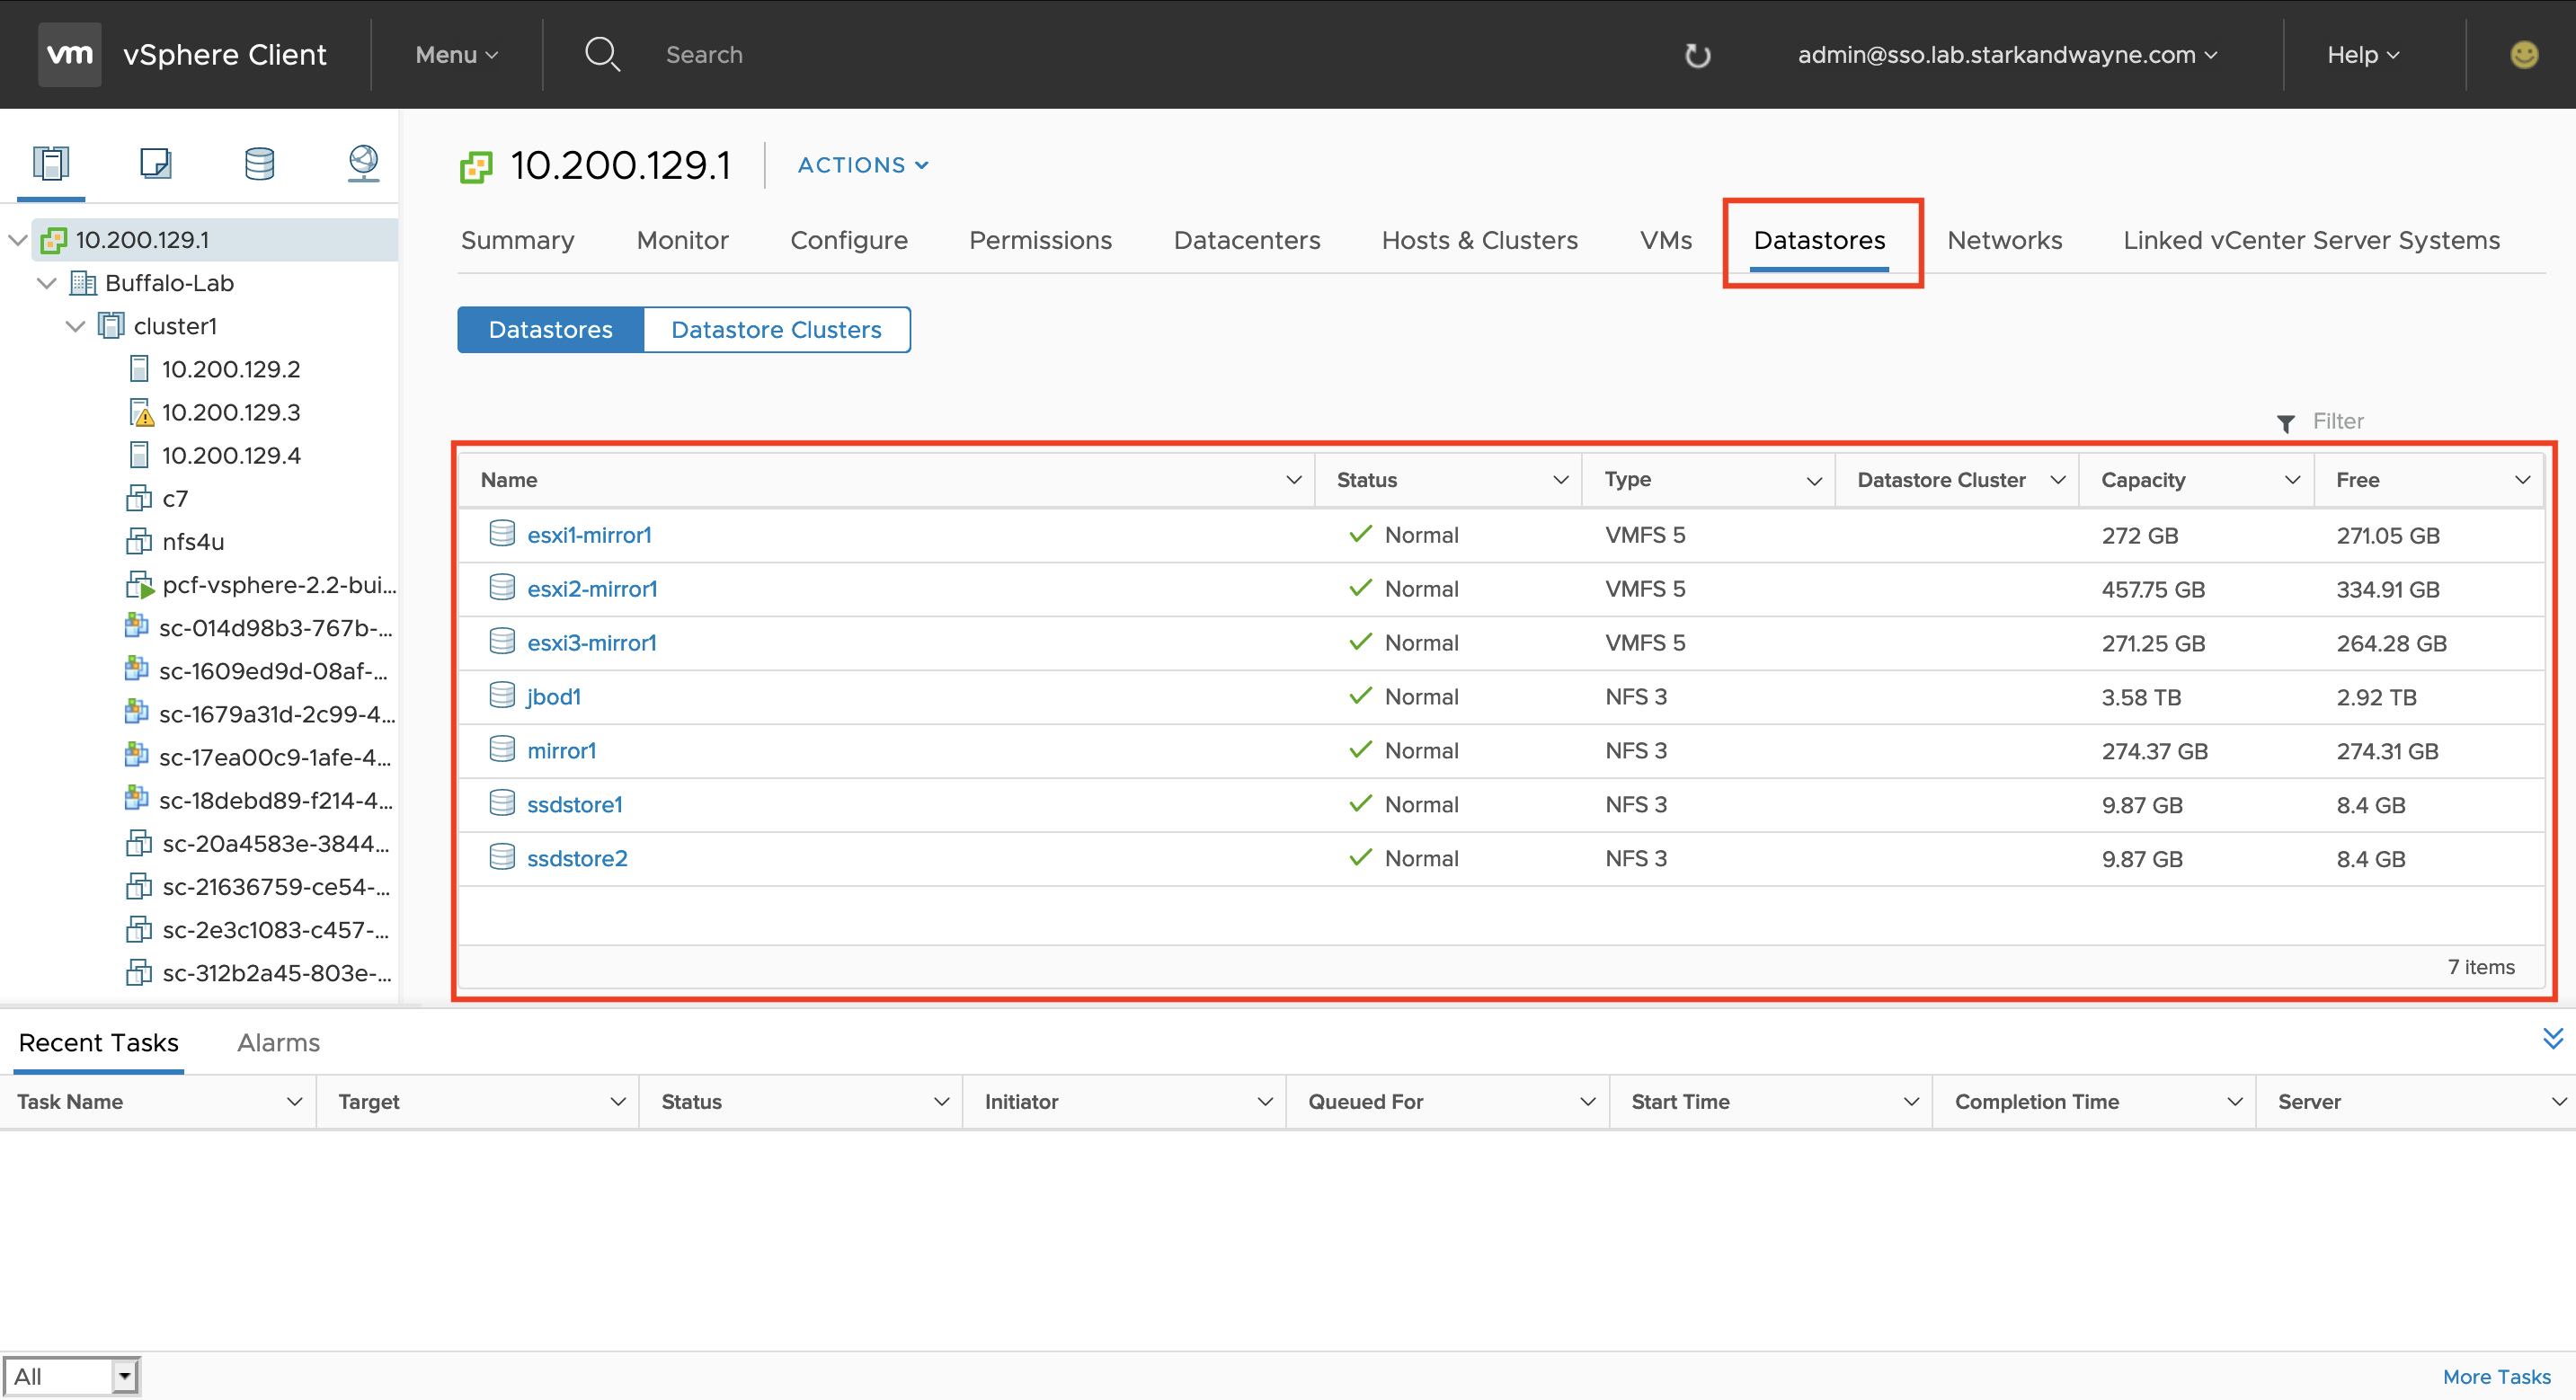 vm vSphere Client Menu Search admin@sso.lab.starkandwayne.com Help
10.200.129.1 ACTIONS
Summary Monitor Configure Permissions Datacenters Hosts & Clusters VMs Datastores Networks Linked vCenter Server Systems
Datastores Datastore Clusters
10.200.129.1
Buffalo-Lab
cluster1
10.200.129.2
10.200.129.3
10.200.129.4
c7
nfs4u
pcf-vsphere-2.2-bui...
sc-014d98b3-767b-...
sc-1609ed9d-08af-...
sc-1679a31d-2c99-4...
sc-17ea00c9-1afe-4...
sc-18debd89-f214-4...
sc-20a4583e-3844...
sc-21636759-ce54-...
sc-2e3c1083-c457-...
sc-312b2a45-803e-...
Filter
Name Status Type Datastore Cluster Capacity Free
esxi1-mirror1 Normal VMFS 5 272 GB 271.05 GB
esxi2-mirror1 Normal VMFS 5 457.75 GB 334.91 GB
esxi3-mirror1 Normal VMFS 5 271.25 GB 264.28 GB
jbod1 Normal NFS 3 3.58 TB 2.92 TB
mirror1 Normal NFS 3 274.37 GB 274.31 GB
ssdstore1 Normal NFS 3 9.87 GB 8.4 GB
ssdstore2 Normal NFS 3 9.87 GB 8.4 GB
7 items
Recent Tasks Alarms
Task Name Target Status Initiator Queued For Start Time Completion Time Server
All More Tasks